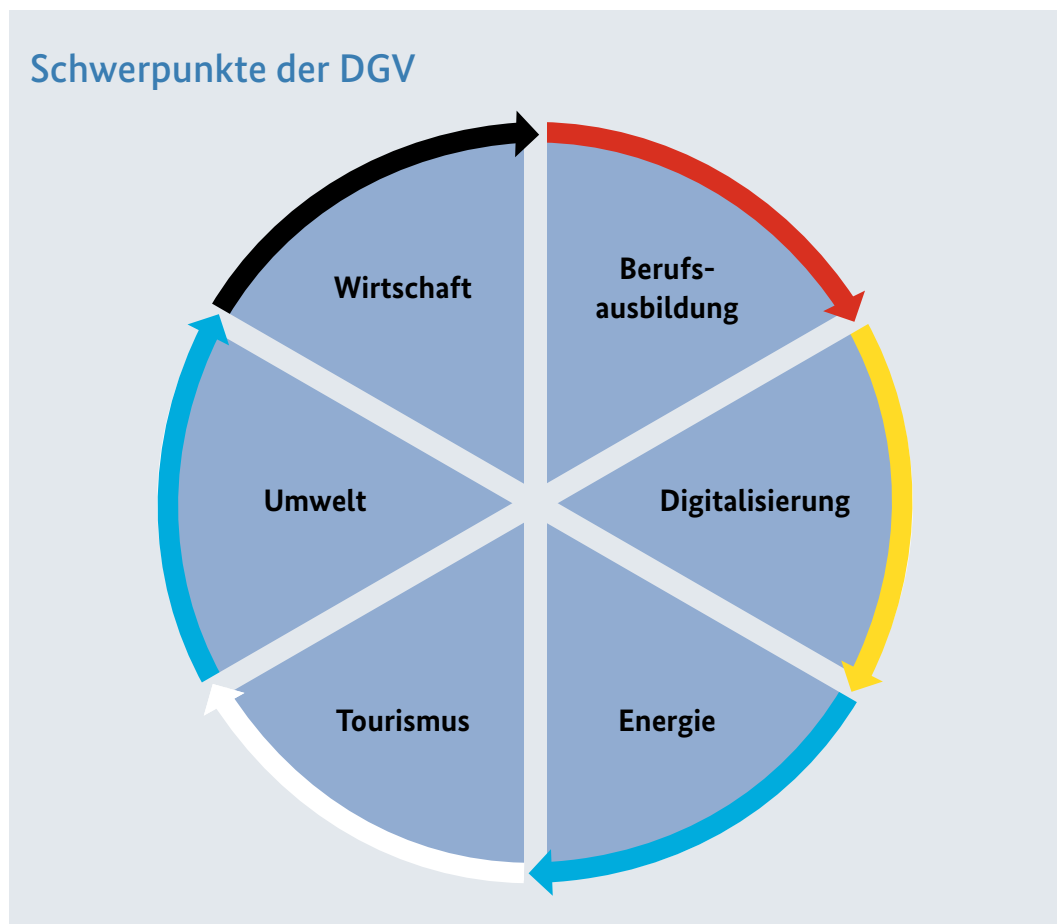 Schwerpunkte der DGV
Wirtschaft
Berufs-
ausbildung
Umwelt
Digitalisierung
Tourismus
Energie